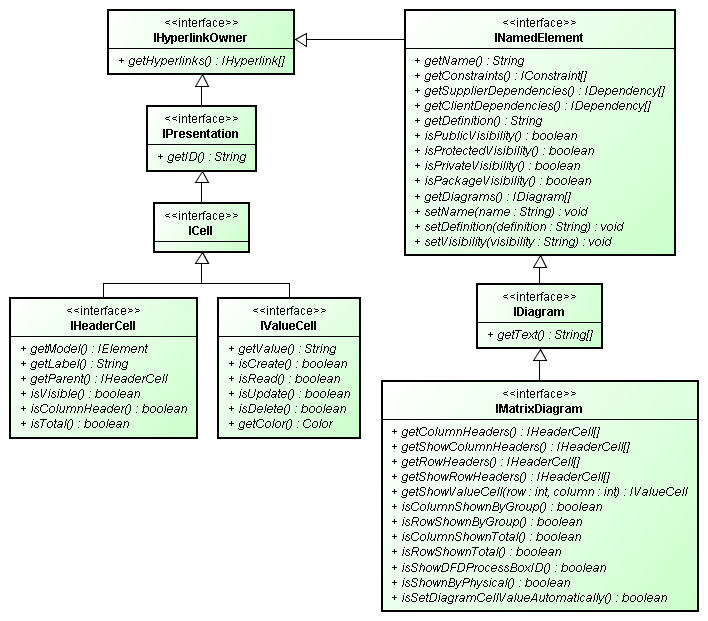 <<interface>>
IHyperlinkOwner
+ getHyperlinks() : IHyperlink[]
<<interface>>
INamedElement
+ getName() : String
+ getConstraints() : IConstraint[]
+ getSupplierDependencies() : IDependency[]
+ getClientDependencies() : IDependency[]
+ getDefinition() : String
+ isPublicVisibility() : boolean
+ isProtectedVisibility() : boolean
+ isPrivateVisibility() : boolean
+ isPackageVisibility() : boolean
+ getDiagrams() : IDiagram[]
+ setName(name : String) : void
+ setDefinition(definition : String) : void
+ setVisibility(visibility : String) : void
<<interface>>
IPresentation
+ getID() : String
<<interface>>
ICell
<<interface>>
IHeaderCell
+ getModel() : IElement
+ getLabel() : String
+ getParent() : IHeaderCell
+ isVisible() : boolean
+ isColumnHeader() : boolean
+ isTotal() : boolean
<<interface>>
IValueCell
+ getValue() : String
+ isCreate() : boolean
+ isRead() : boolean
+ isUpdate() : boolean
+ isDelete() : boolean
+ getColor() : Color
<<interface>>
IDiagram
+ getText() : String[]
<<interface>>
IMatrixDiagram
+ getColumnHeaders() : IHeaderCell[]
+ getShowColumnHeaders() : IHeaderCell[]
+ getRowHeaders() : IHeaderCell[]
+ getShowRowHeaders() : IHeaderCell[]
+ getShowValueCell(row : int, column : int) : IValueCell
+ isColumnShownByGroup() : boolean
+ isRowShownByGroup() : boolean
+ isColumnShownTotal() : boolean
+ isRowShownTotal() : boolean
+ isShowDFDProcessBoxID() : boolean
+ isShownByPhysical() : boolean
+ isSetDiagramCellValueAutomatically() : boolean